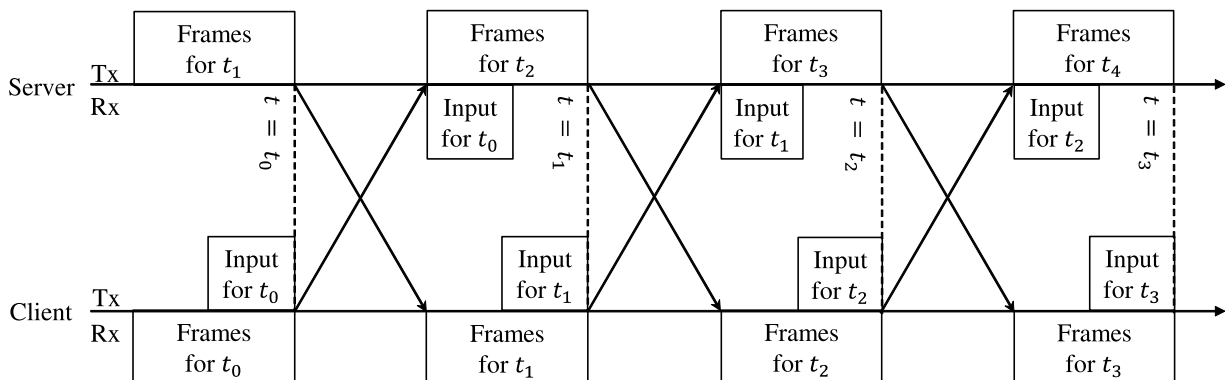 Frames
for t₁
Frames
for t₂
Frames
for t₃
Frames
for t₄
Server
Tx
Rx
t = t₀
Input
for t₀
t = t₁
Input
for t₁
t = t₂
Input
for t₂
t = t₃
Input
for t₀
Input
for t₁
Input
for t₂
Input
for t₃
Client
Tx
Rx
Frames
for t₀
Frames
for t₁
Frames
for t₂
Frames
for t₃